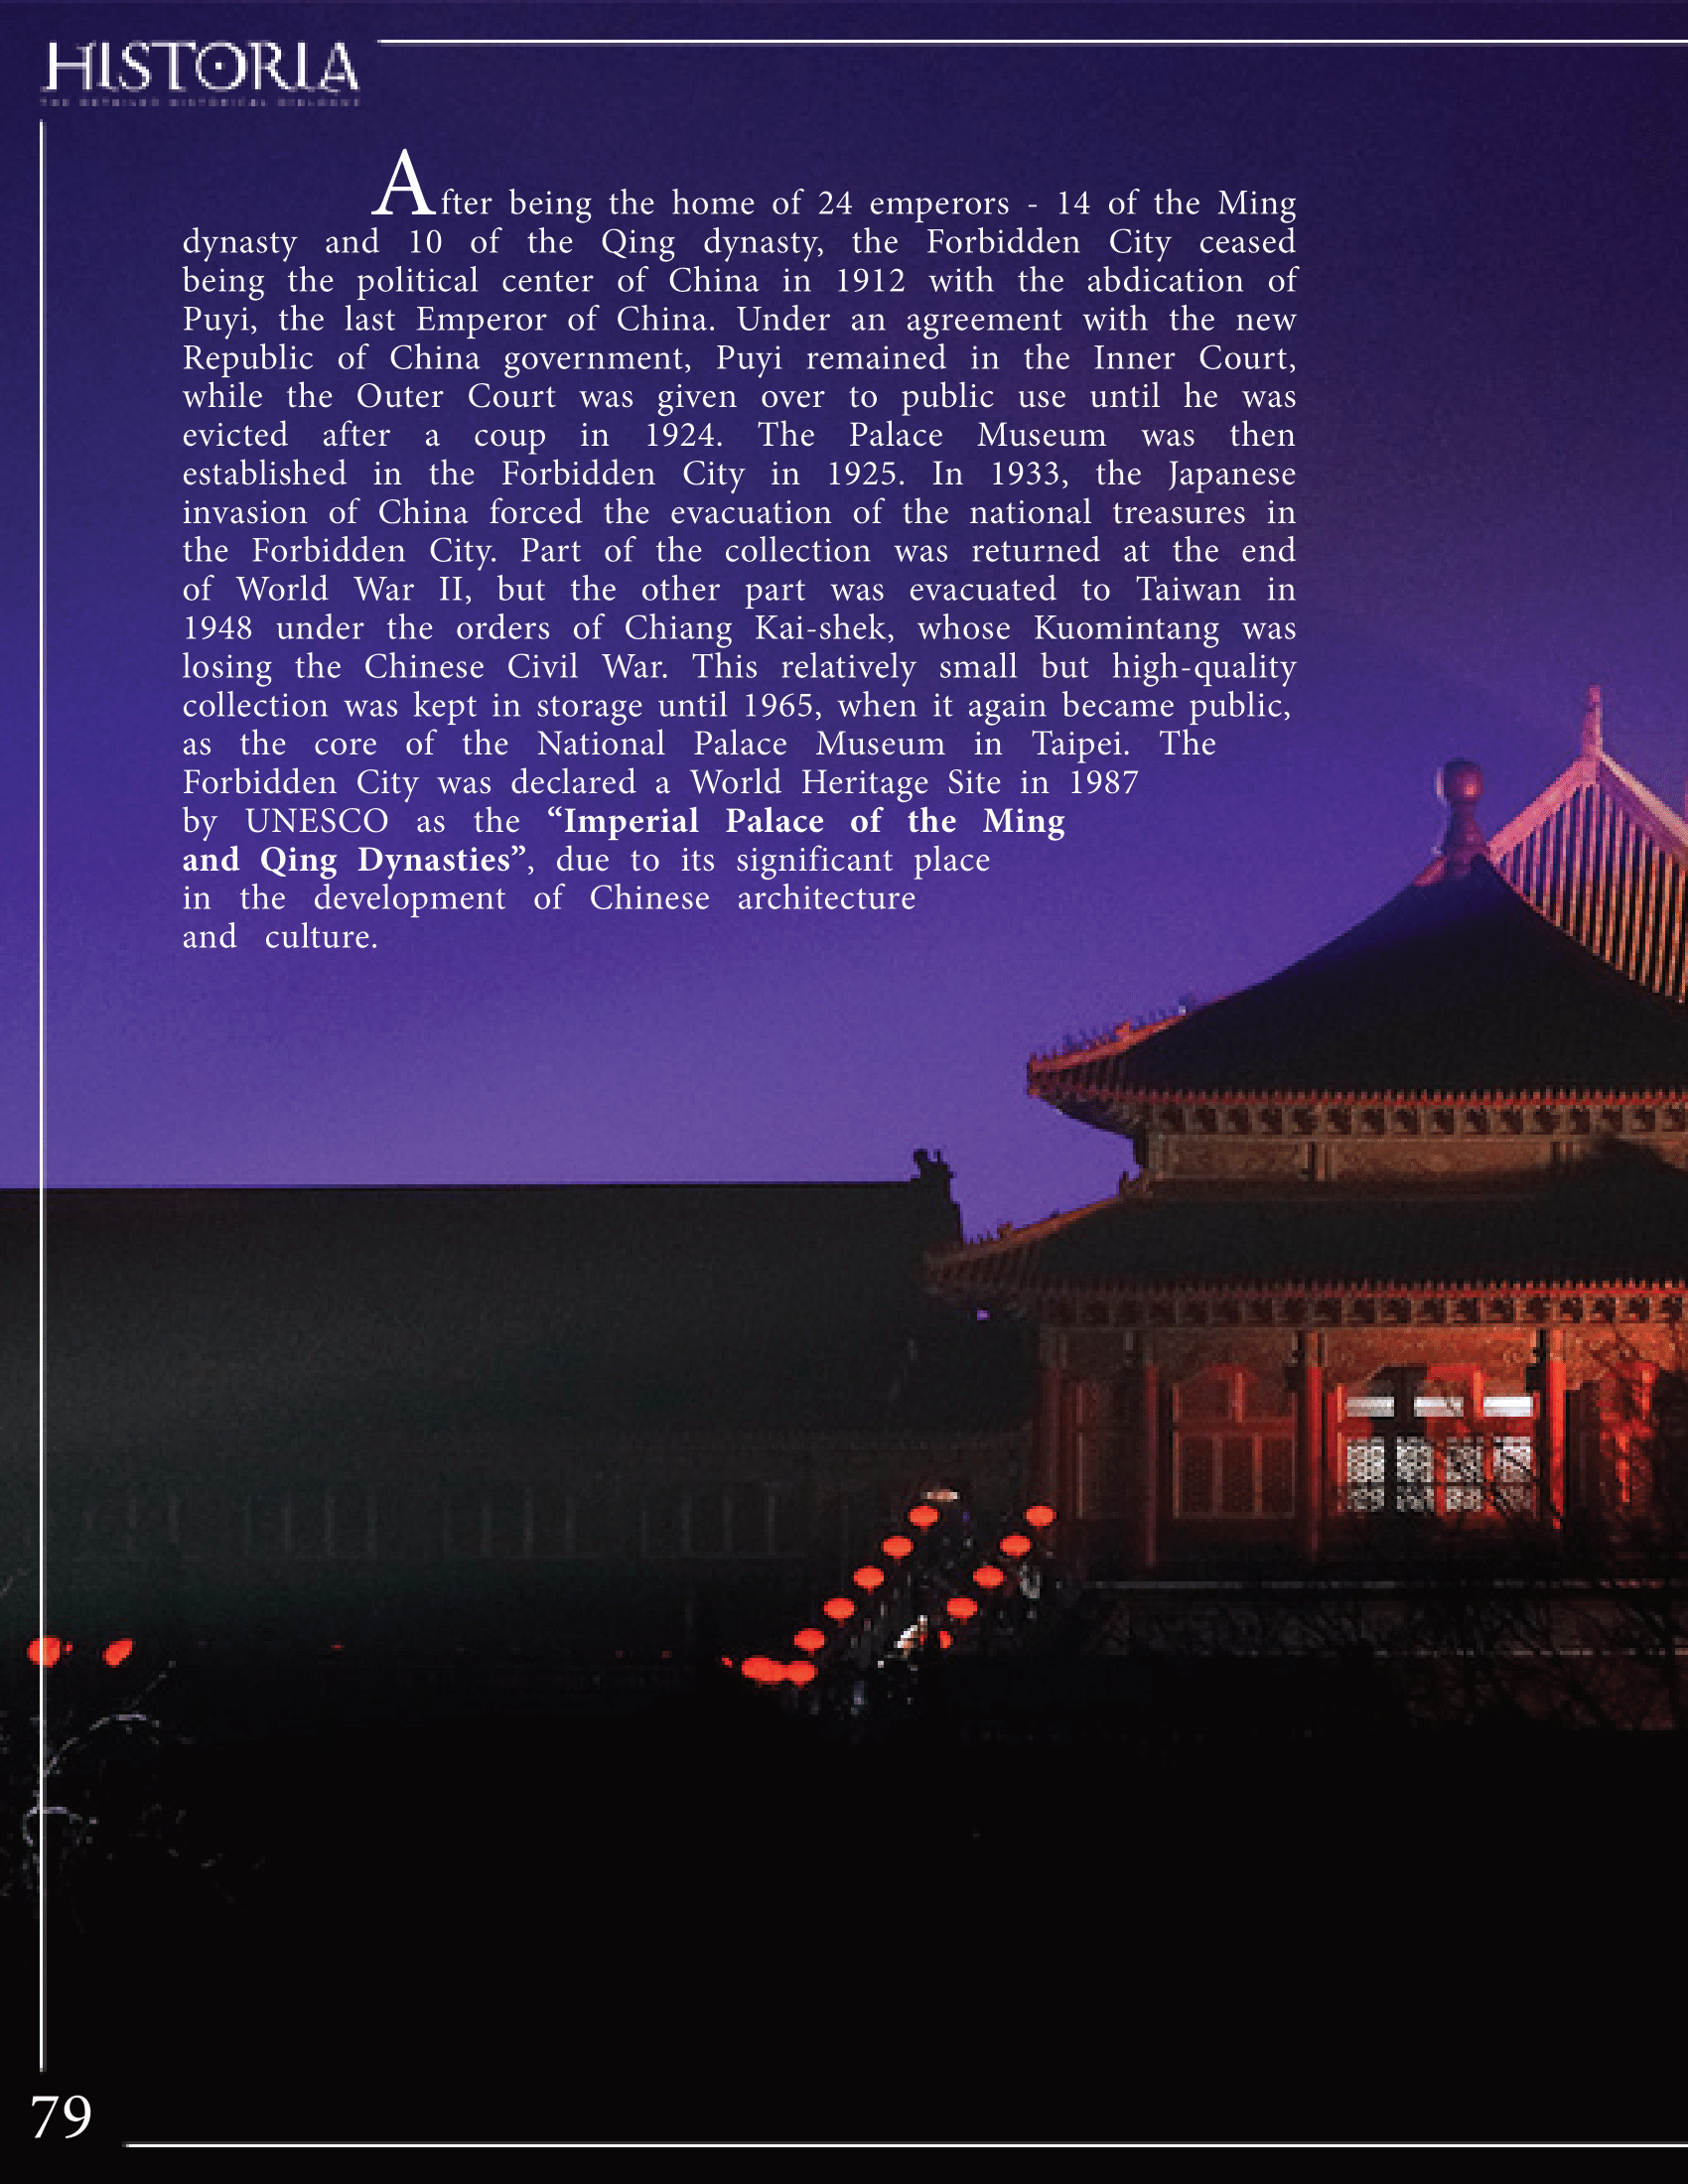 HISTORIA
After being the home of 24 emperors - 14 of the Ming
dynasty and 10 of the Qing dynasty, the Forbidden City ceased
being the political center of China in 1912 with the abdication of
Puyi, the last Emperor of China. Under an agreement with the new
Republic of China government, Puyi remained in the Inner Court,
while the Outer Court was given over to public use until he was
evicted after a coup in 1924. The Palace Museum was then
established in the Forbidden City in 1925. In 1933, the Japanese
invasion of China forced the evacuation of the national treasures in
the Forbidden City. Part of the collection was returned at the end
of World War II, but the other part was evacuated to Taiwan in
1948 under the orders of Chiang Kai-shek, whose Kuomintang was
losing the Chinese Civil War. This relatively small but high-quality
collection was kept in storage until 1965, when it again became public,
as the core of the National Palace Museum in Taipei. The
Forbidden City was declared a World Heritage Site in 1987
by UNESCO as the “Imperial Palace of the Ming
and Qing Dynasties”, due to its significant place
in the development of Chinese architecture
and culture.
79